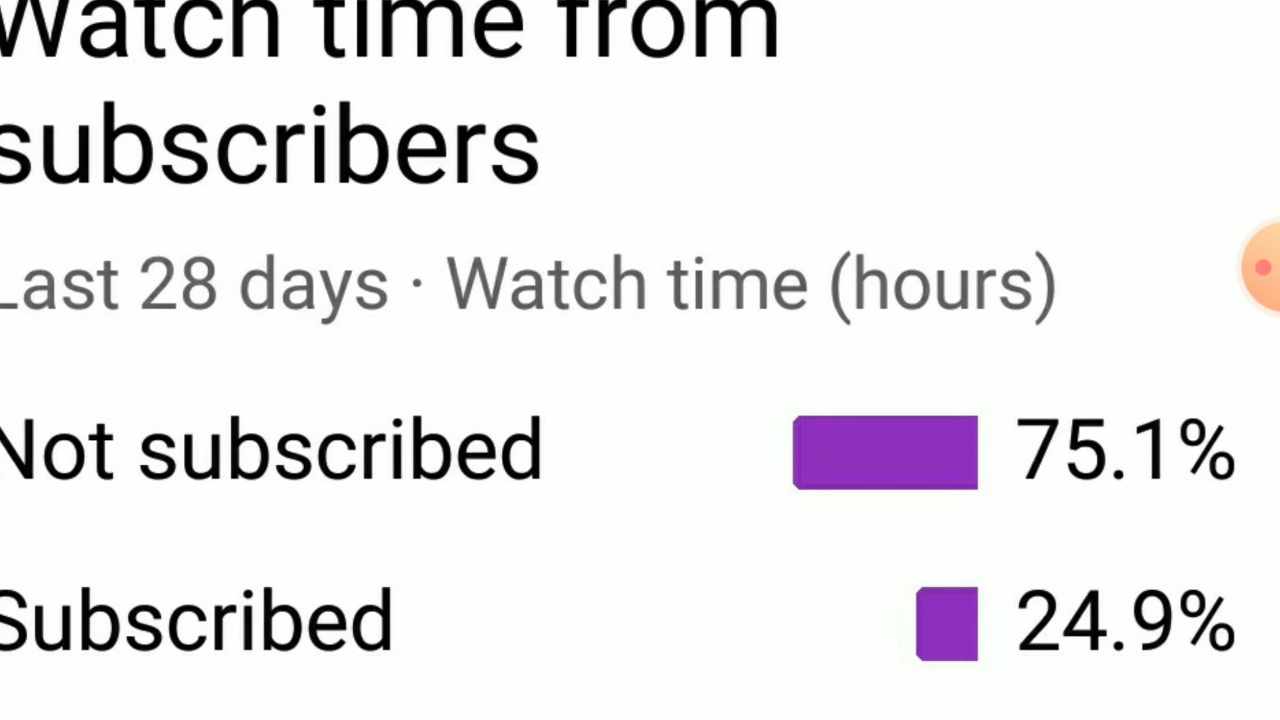 Watch time from
subscribers
Last 28 days · Watch time (hours)
Not subscribed 75.1%
Subscribed 24.9%